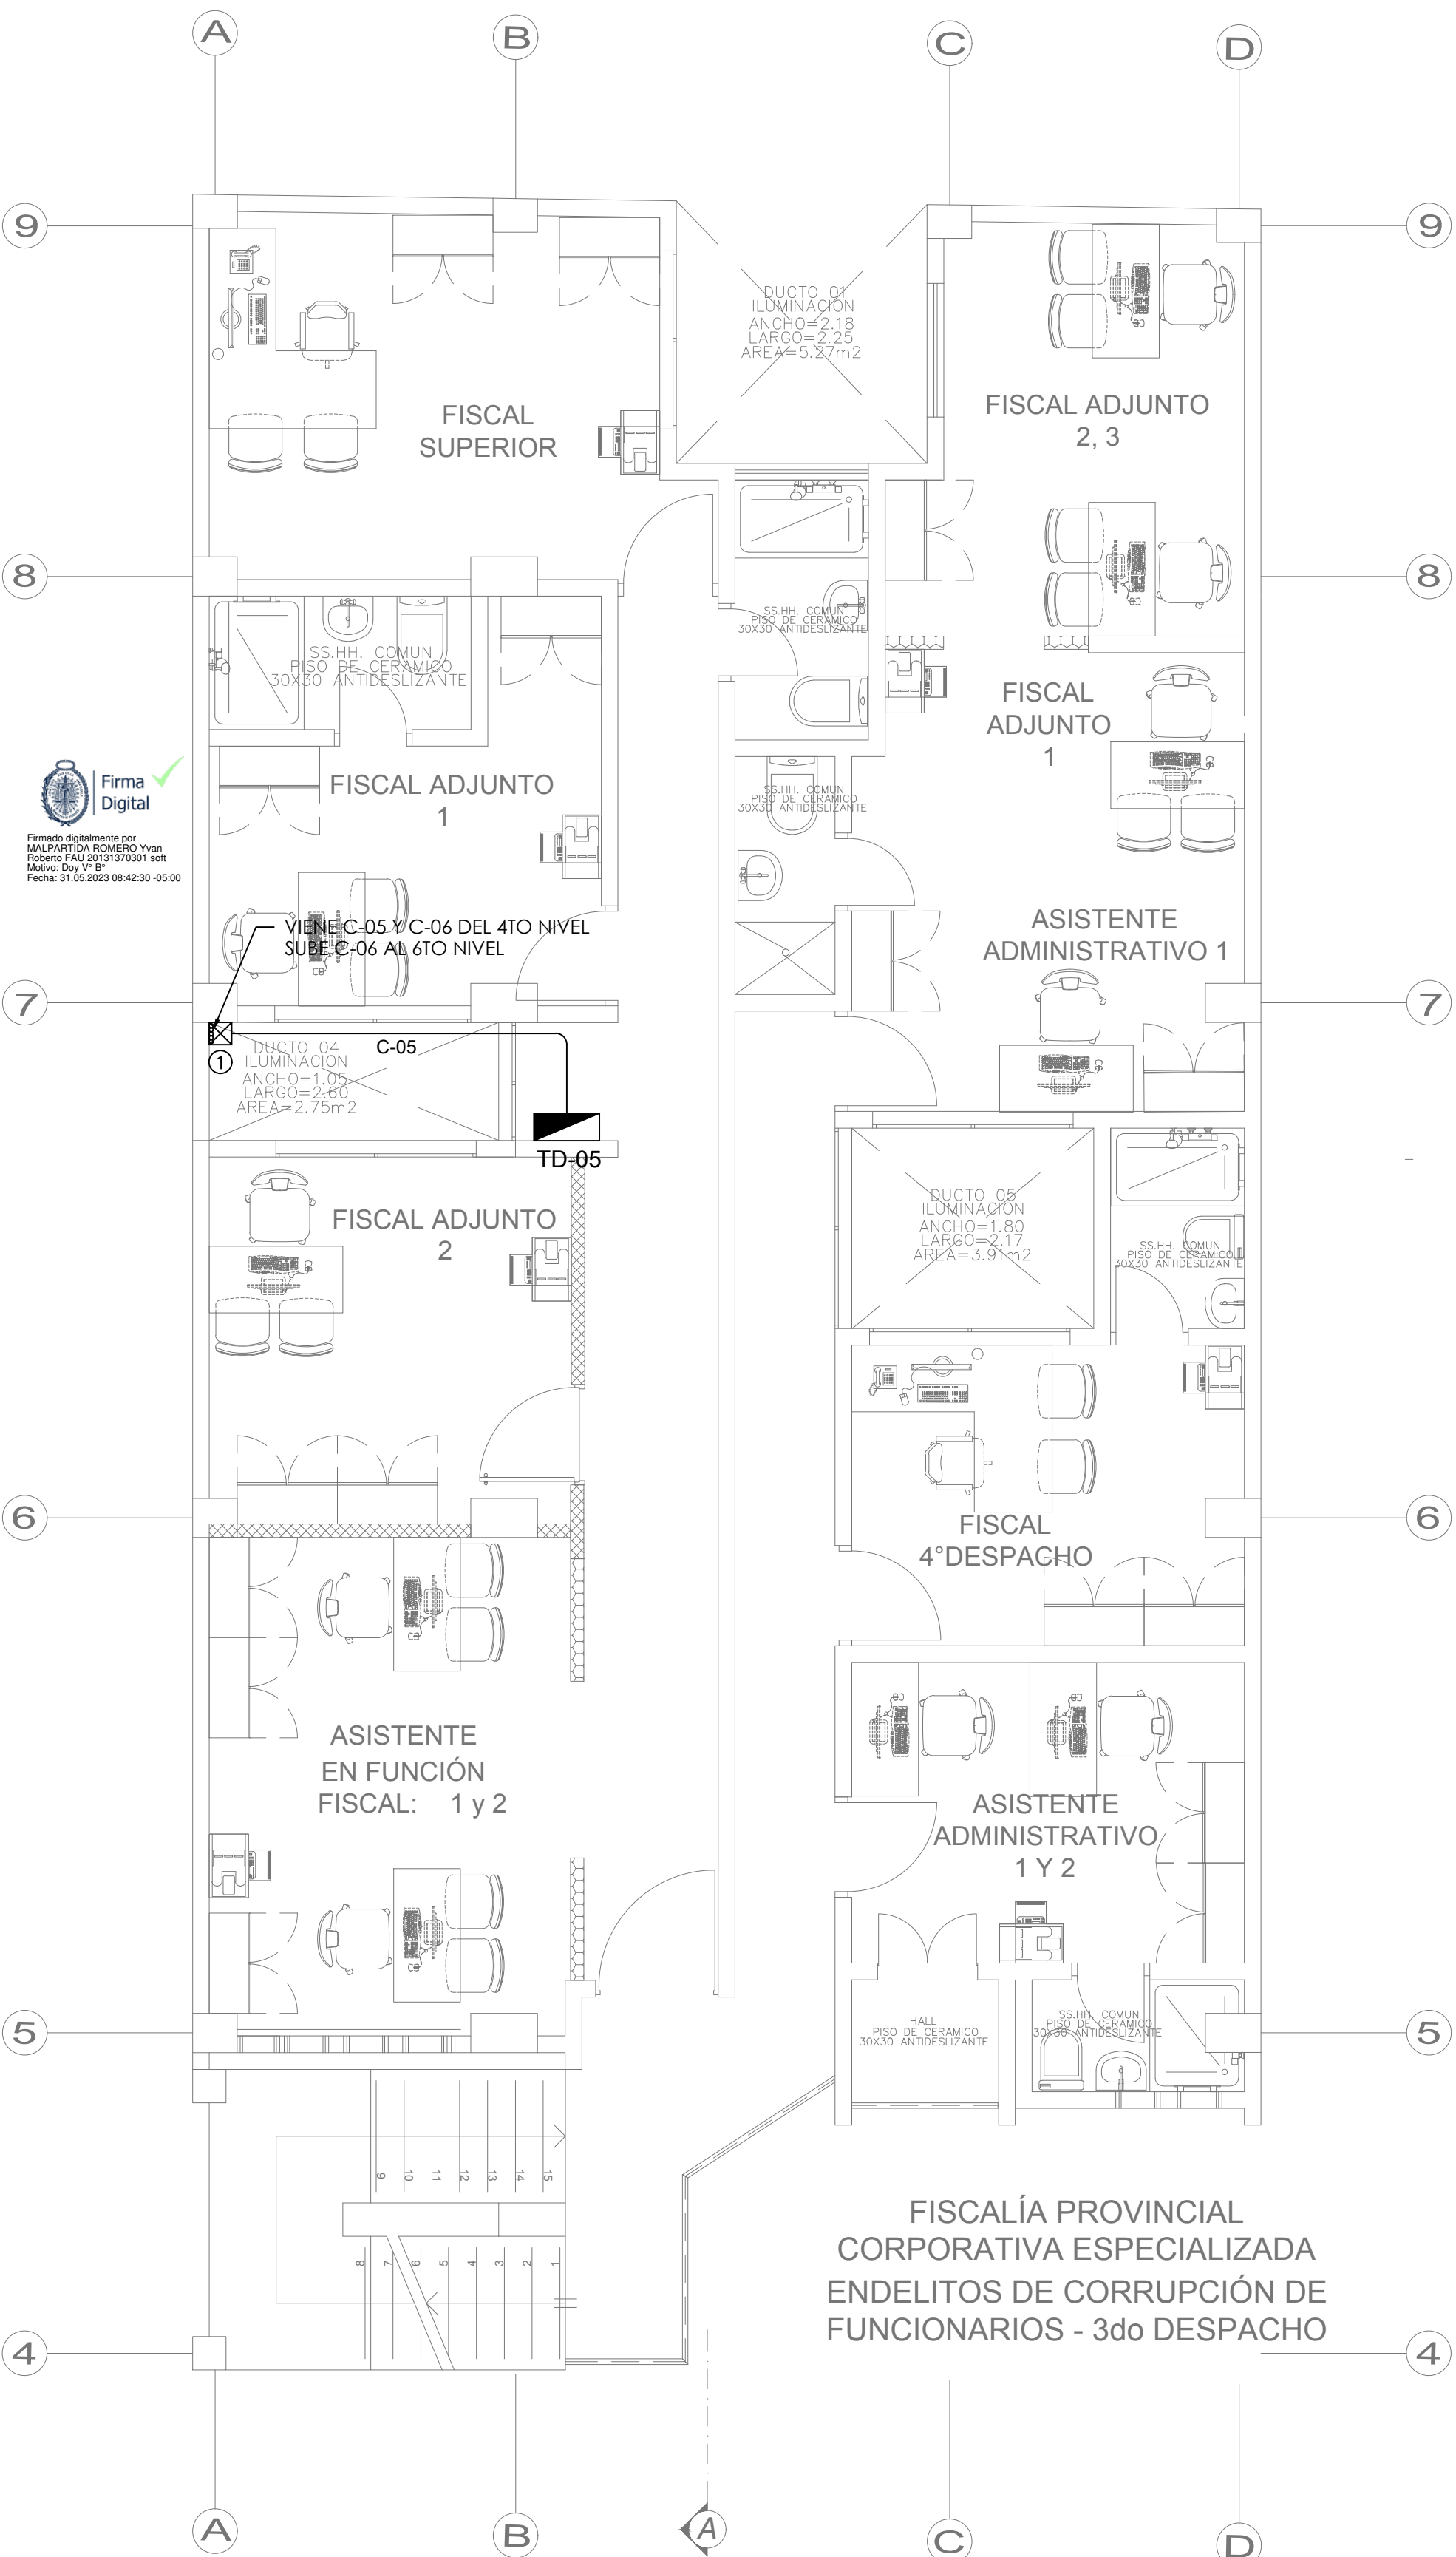 A
B
C
D
9
9
DUCTO 01
ILUMINACIÓN
ANCHO=2.18
LARGO=2.25
AREA=5.27m2
FISCAL
SUPERIOR
FISCAL ADJUNTO
2, 3
8
8
SS.HH. COMUN
PISO DE CERAMICO
30X30 ANTIDESLIZANTE
SS.HH. COMUN
PISO DE CERAMICO
30X30 ANTIDESLIZANTE
FISCAL
ADJUNTO
1
Firma
Digital
Firmado digitalmente por
MALPARTIDA ROMERO Yvan
Roberto FAU 20131370301 soft
Motivo: Doy V° B°
Fecha: 31.05.2023 08:42:30 -05:00
FISCAL ADJUNTO
1
SS.HH. COMUN
PISO DE CERAMICO
30X30 ANTIDESLIZANTE
VIENE C-05 Y C-06 DEL 4TO NIVEL
SUBE C-06 AL 6TO NIVEL
ASISTENTE
ADMINISTRATIVO 1
7
7
1
DUCTO 04
ILUMINACIÓN
ANCHO=1.05
LARGO=2.60
AREA=2.75m2
C-05
TD-05
FISCAL ADJUNTO
2
DUCTO 05
ILUMINACIÓN
ANCHO=1.80
LARGO=2.17
AREA=3.91m2
SS.HH. COMUN
PISO DE CERAMICO
30X30 ANTIDESLIZANTE
6
6
FISCAL
4°DESPACHO
ASISTENTE
EN FUNCIÓN
FISCAL: 1 y 2
ASISTENTE
ADMINISTRATIVO
1 Y 2
5
5
HALL
PISO DE CERAMICO
30X30 ANTIDESLIZANTE
SS.HH. COMUN
PISO DE CERAMICO
30X30 ANTIDESLIZANTE
9 10 11 12 13 14 15
8 7 6 5 4 3 2 1
FISCALÍA PROVINCIAL
CORPORATIVA ESPECIALIZADA
ENDELITOS DE CORRUPCIÓN DE
FUNCIONARIOS - 3do DESPACHO
4
4
A
B
A
C
D